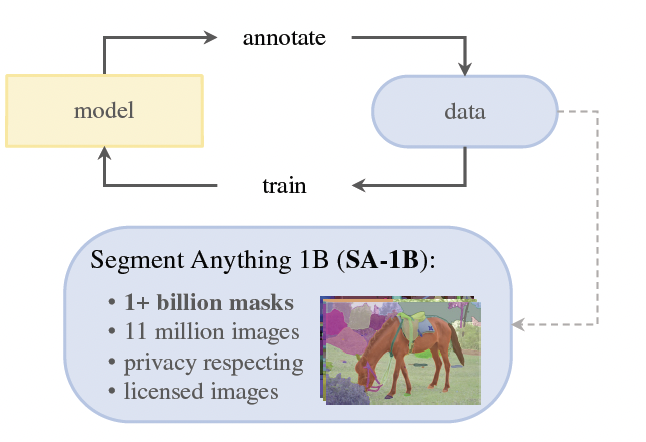 annotate
model
data
train
Segment Anything 1B (SA-1B):
• 1+ billion masks
• 11 million images
• privacy respecting
• licensed images